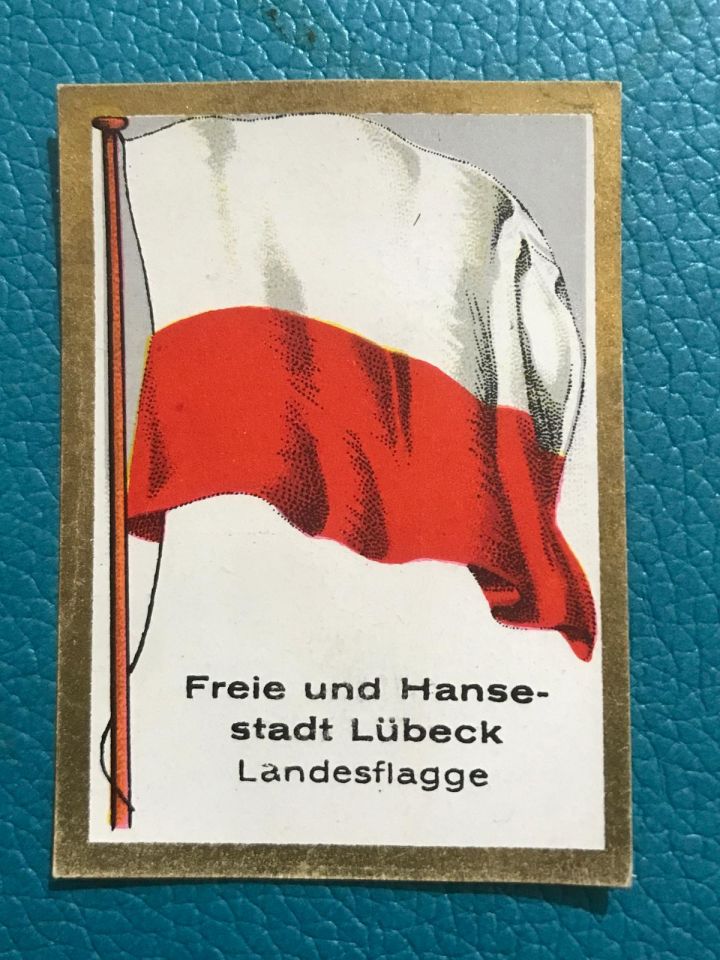 Freie und Hanse-
stadt Lübeck
Landesflagge